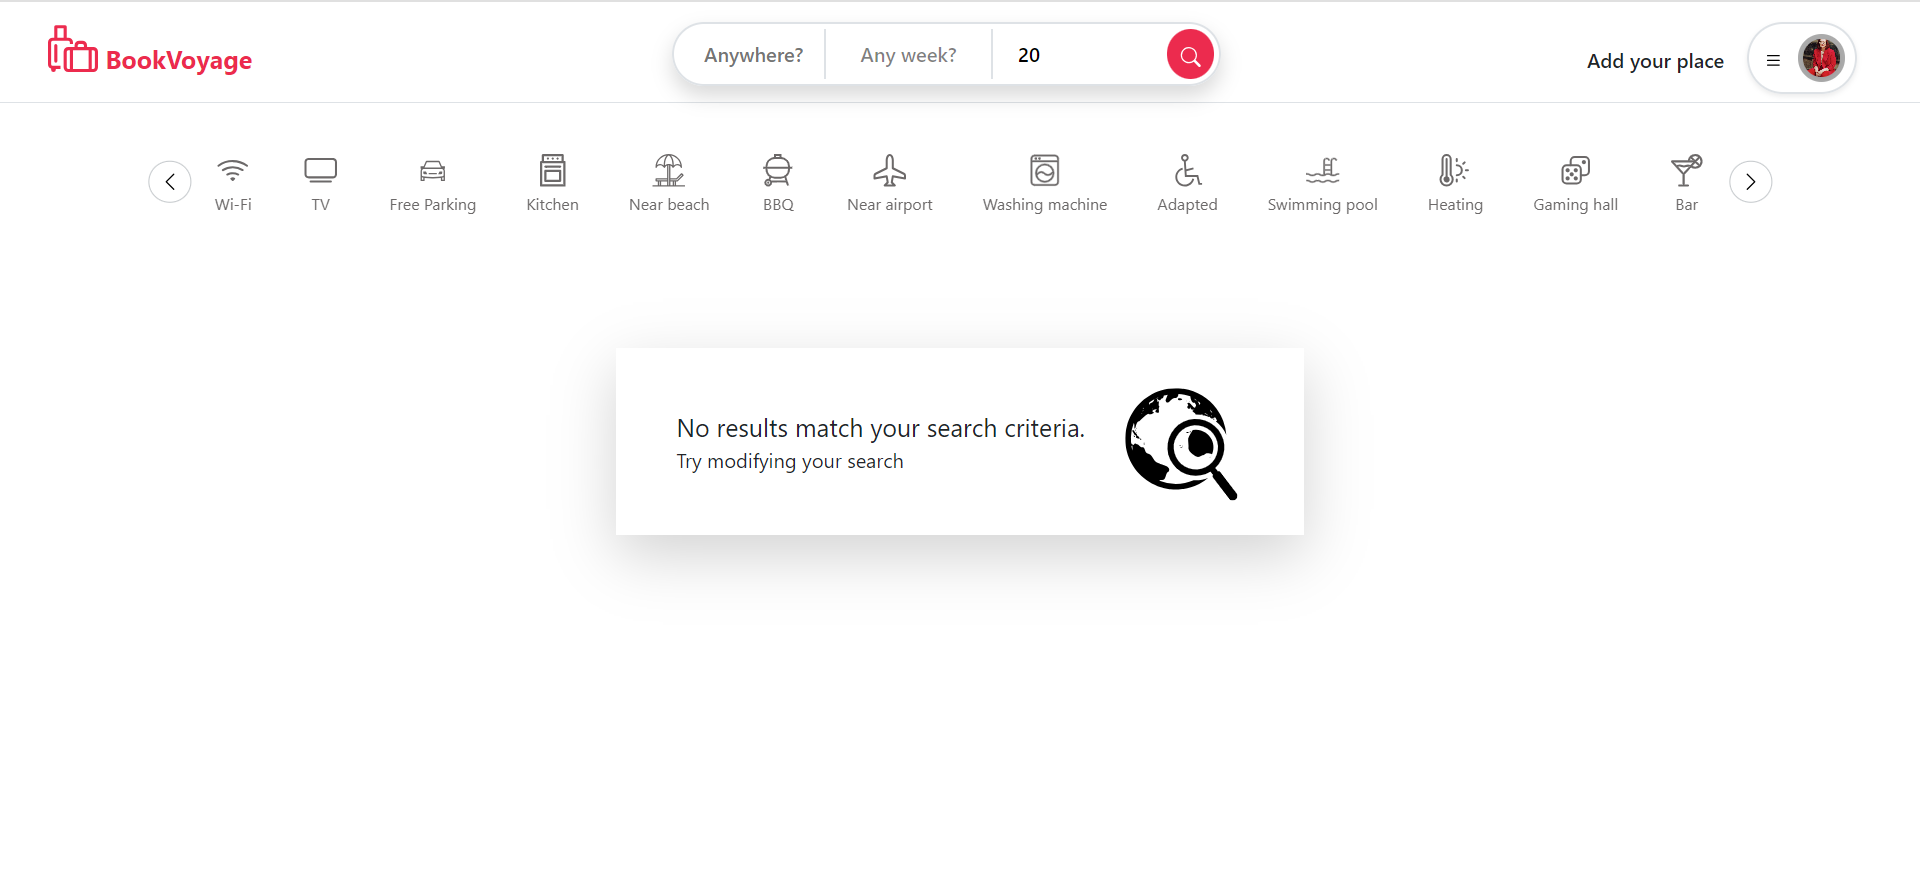 BookVoyage
Anywhere?
Any week?
20
Add your place
Wi-Fi
TV
Free Parking
Kitchen
Near beach
BBQ
Near airport
Washing machine
Adapted
Swimming pool
Heating
Gaming hall
Bar
No results match your search criteria.
Try modifying your search